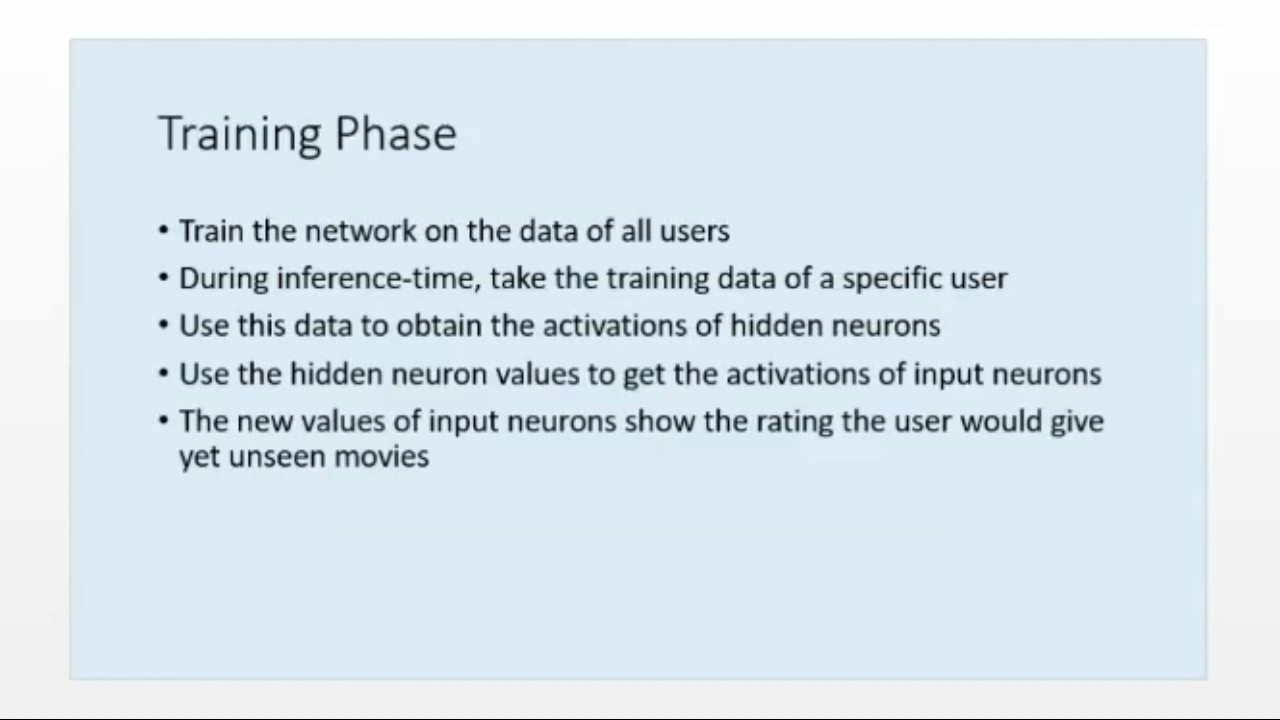 Training Phase
• Train the network on the data of all users
• During inference-time, take the training data of a specific user
• Use this data to obtain the activations of hidden neurons
• Use the hidden neuron values to get the activations of input neurons
• The new values of input neurons show the rating the user would give
yet unseen movies